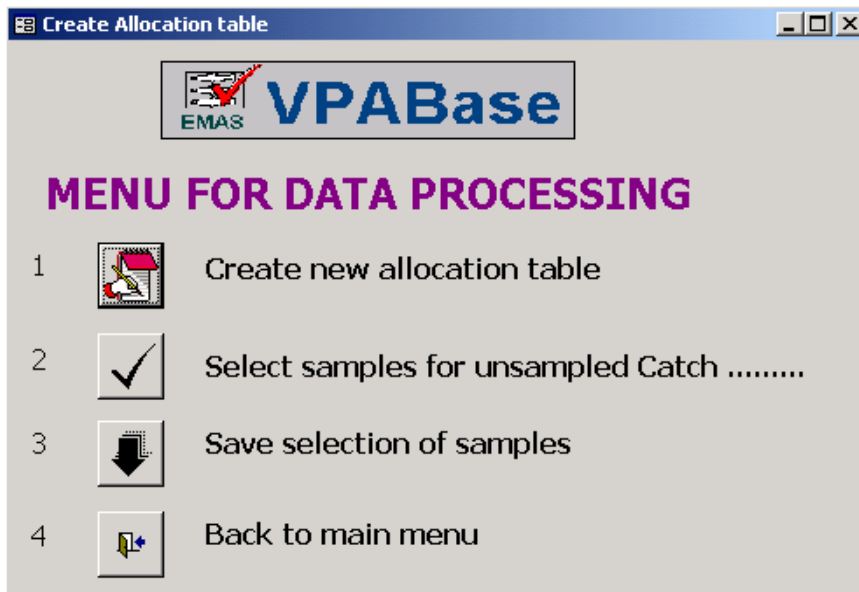 Create Allocation table
EMAS VPABase
MENU FOR DATA PROCESSING
1 Create new allocation table
2 Select samples for unsampled Catch .........
3 Save selection of samples
4 Back to main menu